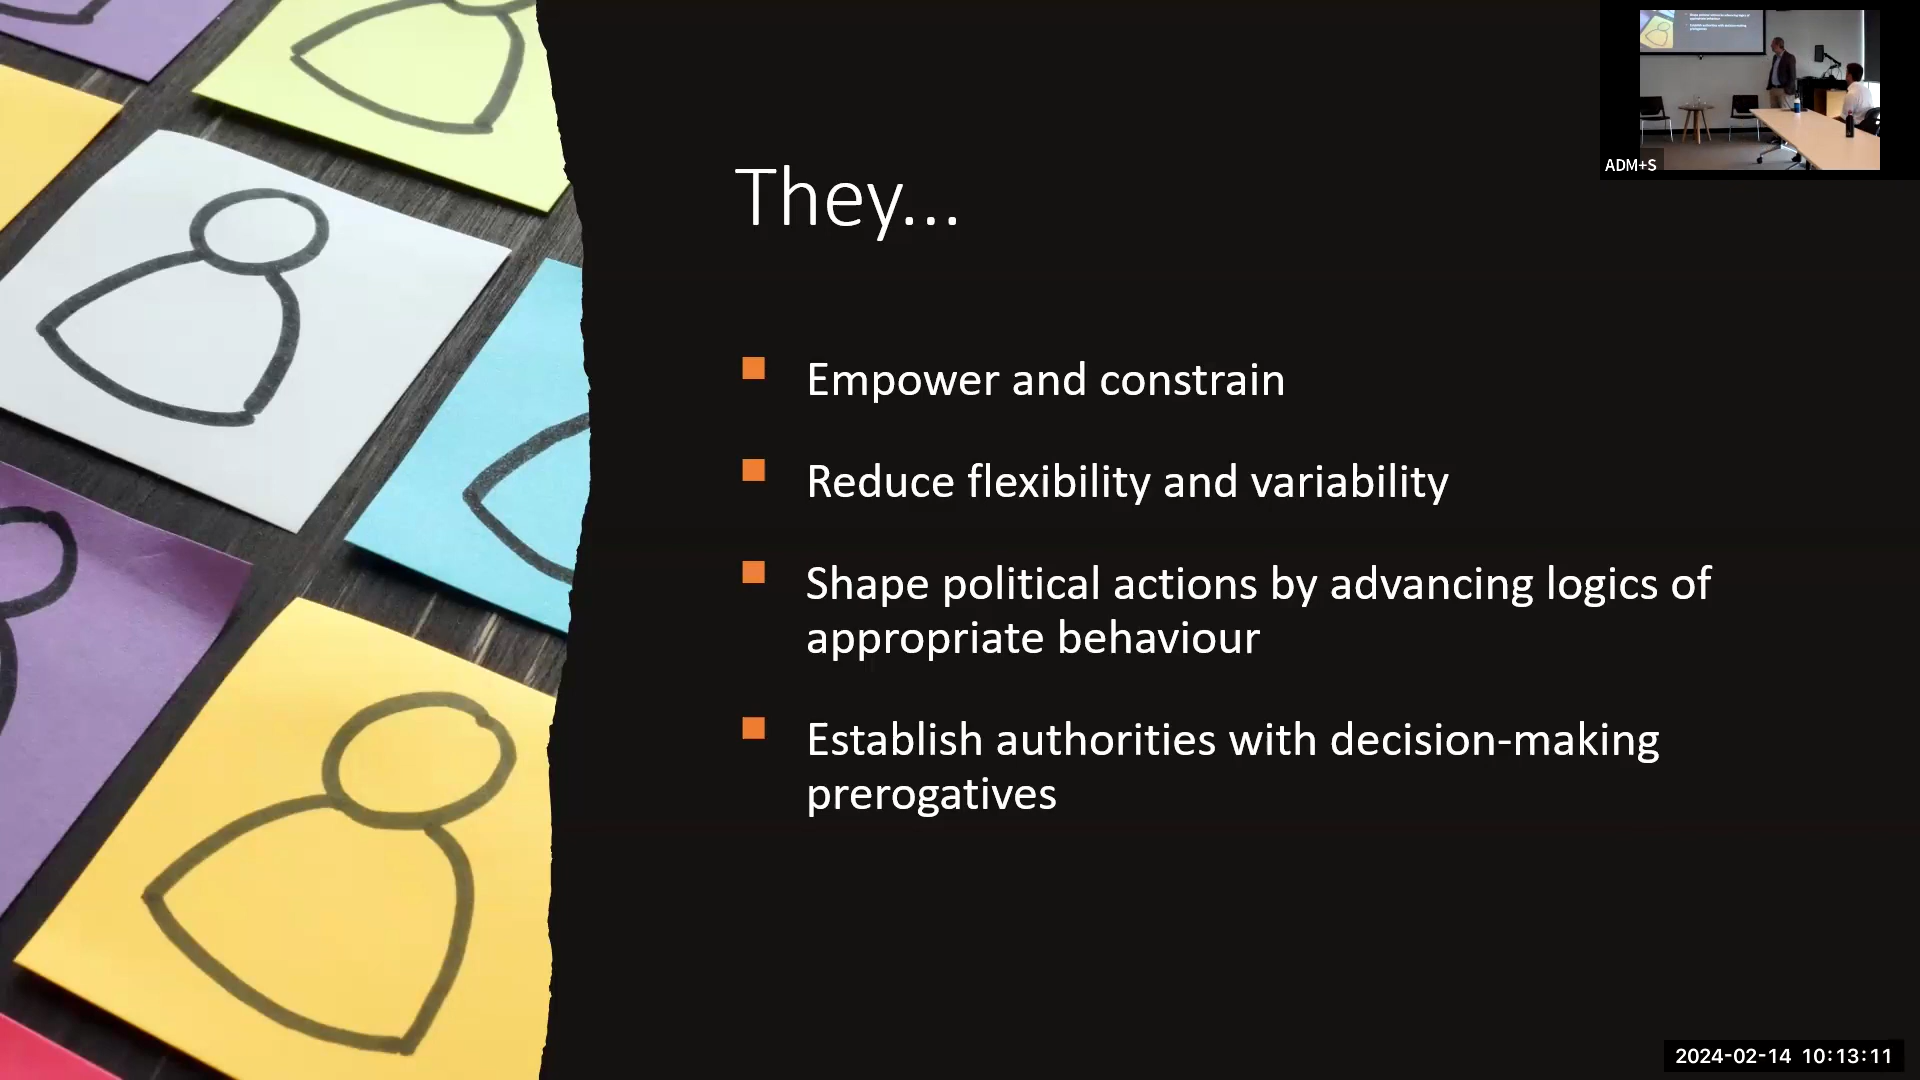 They...
Empower and constrain
Reduce flexibility and variability
Shape political actions by advancing logics of
appropriate behaviour
Establish authorities with decision-making
prerogatives
ADM+S
2024-02-14 10:13:11